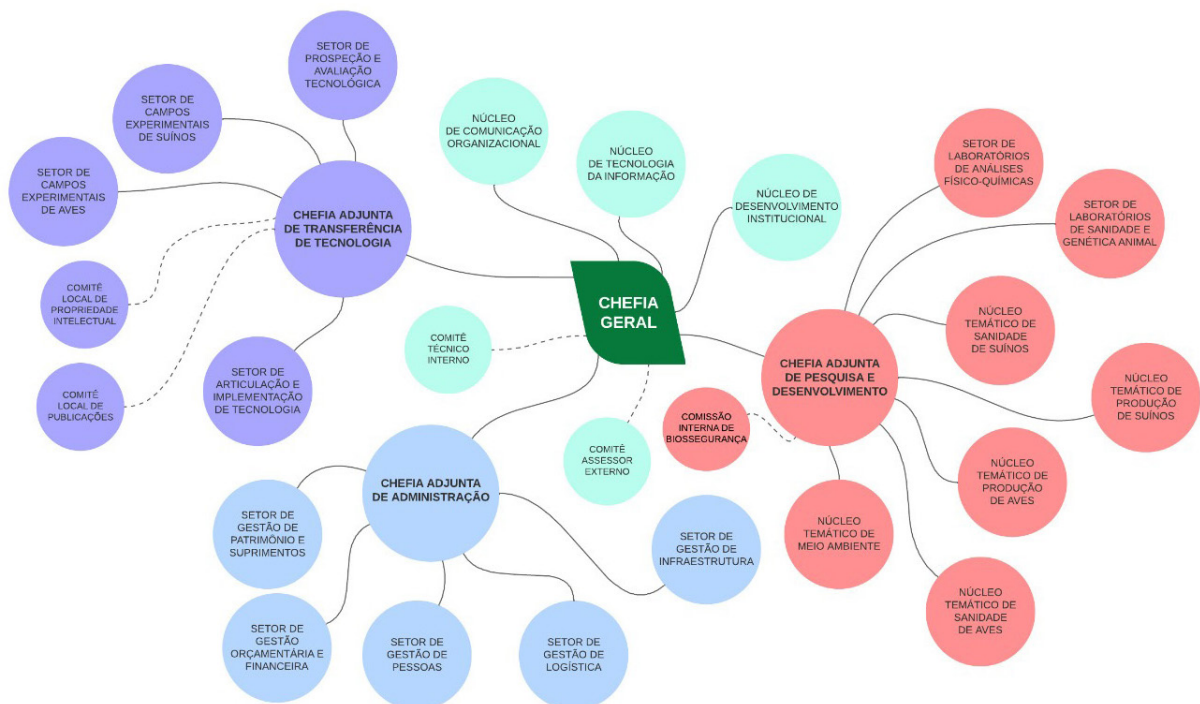 SETOR DE
PROSPEÇÃO E
AVALIAÇÃO
TECNOLÓGICA
SETOR DE
CAMPOS
EXPERIMENTAIS
DE SUÍNOS
SETOR DE
CAMPOS
EXPERIMENTAIS
DE AVES
CHEFIA ADJUNTA
DE TRANSFERÊNCIA
DE TECNOLOGIA
COMITÊ
LOCAL DE
PROPRIEDADE
INTELECTUAL
COMITÊ
LOCAL DE
PUBLICAÇÕES
SETOR DE
ARTICULAÇÃO E
IMPLEMENTAÇÃO
DE TECNOLOGIA
NÚCLEO
DE COMUNICAÇÃO
ORGANIZACIONAL
NÚCLEO
DE TECNOLOGIA
DA INFORMAÇÃO
NÚCLEO DE
DESENVOLVIMENTO
INSTITUCIONAL
CHEFIA
GERAL
COMITÊ
TÉCNICO
INTERNO
COMITÊ
ASSESSOR
EXTERNO
SETOR DE
LABORATÓRIOS
DE ANÁLISES
FÍSICO-QUÍMICAS
SETOR DE
LABORATÓRIOS
DE SANIDADE E
GENÉTICA ANIMAL
NÚCLEO
TEMÁTICO DE
SANIDADE
DE SUÍNOS
CHEFIA ADJUNTA
DE PESQUISA E
DESENVOLVIMENTO
NÚCLEO
TEMÁTICO DE
PRODUÇÃO
DE SUÍNOS
COMISSÃO
INTERNA DE
BIOSSEGURANÇA
NÚCLEO
TEMÁTICO DE
PRODUÇÃO
DE AVES
NÚCLEO
TEMÁTICO DE
MEIO AMBIENTE
NÚCLEO
TEMÁTICO DE
SANIDADE
DE AVES
CHEFIA ADJUNTA
DE ADMINISTRAÇÃO
SETOR DE
GESTÃO DE
PATRIMÔNIO E
SUPRIMENTOS
SETOR DE
GESTÃO DE
INFRAESTRUTURA
SETOR DE
GESTÃO
ORÇAMENTÁRIA E
FINANCEIRA
SETOR DE
GESTÃO DE
PESSOAS
SETOR DE
GESTÃO DE
LOGÍSTICA